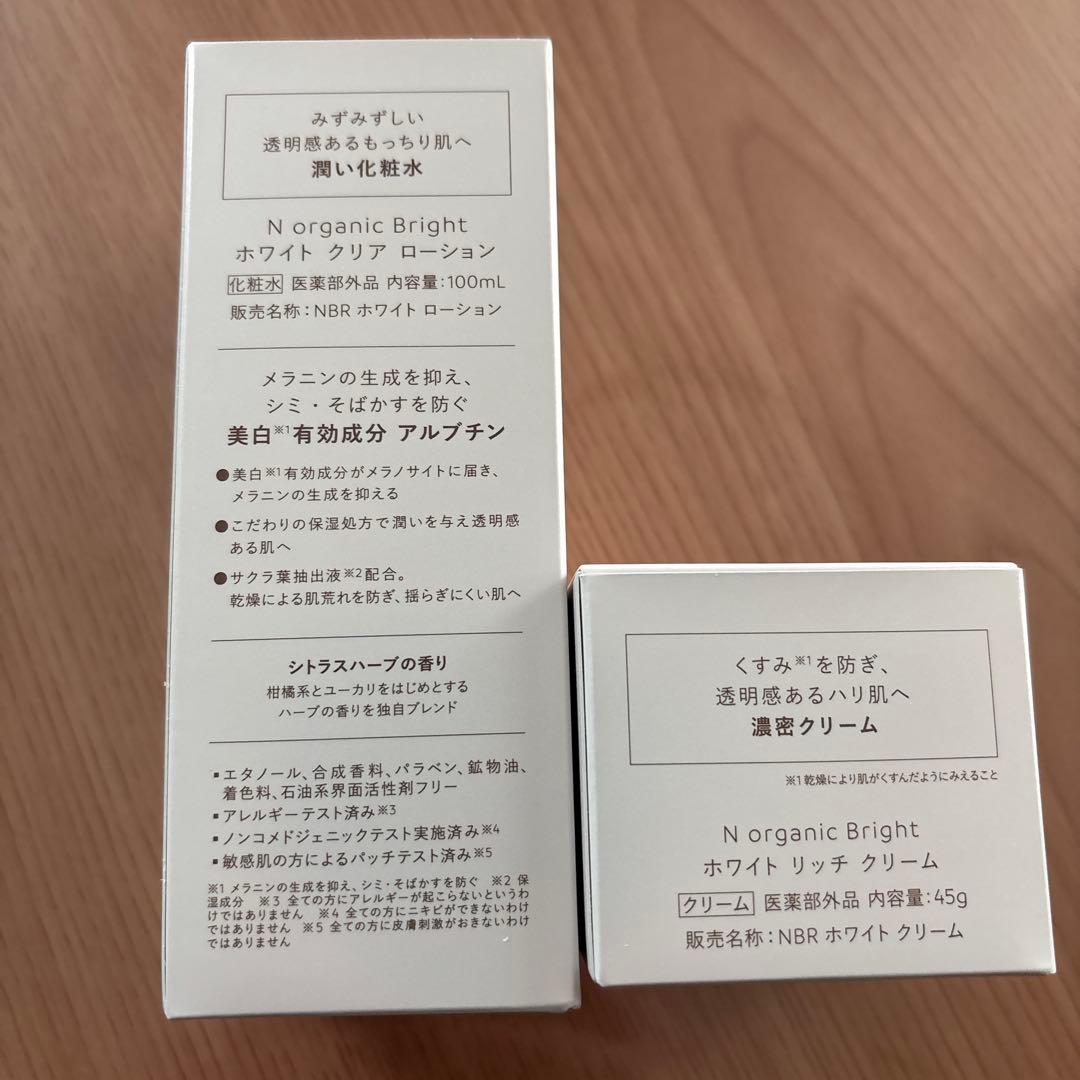 みずみずしい
透明感あるもっちり肌へ
潤い化粧水
N organic Bright
ホワイト クリア ローション
化粧水 医薬部外品 内容量:100mL
販売名称:NBR ホワイト ローション
メラニンの生成を抑え、
シミ・そばかすを防ぐ
美白※1有効成分 アルブチン
●美白※1有効成分がメラノサイトに届き、
メラニンの生成を抑える
●こだわりの保湿処方で潤いを与え透明感
ある肌へ
●サクラ葉抽出液※2配合。
乾燥による肌荒れを防ぎ、揺らぎにくい肌へ
シトラスハーブの香り
柑橘系とユーカリをはじめとする
ハーブの香りを独自ブレンド
▪エタノール、合成香料、パラベン、鉱物油、
着色料、石油系界面活性剤フリー
▪アレルギーテスト済み※3
▪ノンコメドジェニックテスト実施済み※4
▪敏感肌の方によるパッチテスト済み※5
※1 メラニンの生成を抑え、シミ・そばかすを防ぐ ※2 保
湿成分 ※3 全ての方にアレルギーが起こらないというわ
けではありません ※4 全ての方にニキビができないわけ
ではありません ※5 全ての方に皮膚刺激がおきないわけ
ではありません
くすみ※1を防ぎ、
透明感あるハリ肌へ
濃密クリーム
※1 乾燥により肌がくすんだようにみえること
N organic Bright
ホワイト リッチ クリーム
クリーム 医薬部外品 内容量:45g
販売名称:NBR ホワイト クリーム